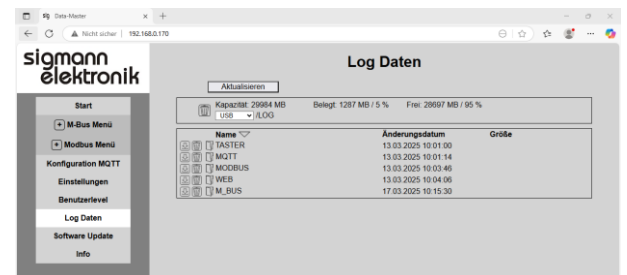 Data-Master
Nicht sicher 192.168.0.170
sigmann
elektronik
Log Daten
Aktualisieren
Start
Kapazität: 29984 MB Belegt: 1287 MB / 5 % Frei: 28697 MB / 95 %
USB /LOG
M-Bus Menü
Modbus Menü
Konfiguration MQTT
Einstellungen
Benutzerlevel
Log Daten
Software Update
Info
Name Änderungsdatum Größe
TASTER 13.03.2025 10:01:00
MQTT 13.03.2025 10:01:14
MODBUS 13.03.2025 10:03:46
WEB 13.03.2025 10:04:06
M_BUS 17.03.2025 10:15:30